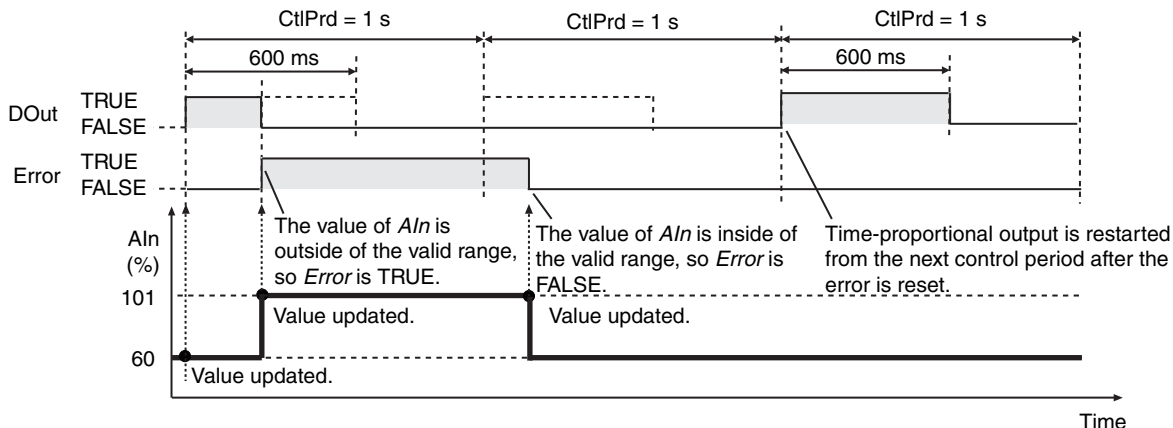 CtlPrd = 1 s
CtlPrd = 1 s
CtlPrd = 1 s
600 ms
600 ms
DOut
TRUE
FALSE
Error
TRUE
FALSE
AIn
(%)
The value of AIn is
outside of the valid range,
so Error is TRUE.
The value of AIn is inside of
the valid range, so Error is
FALSE.
Time-proportional output is restarted
from the next control period after the
error is reset.
101
Value updated.
Value updated.
60
Value updated.
Time